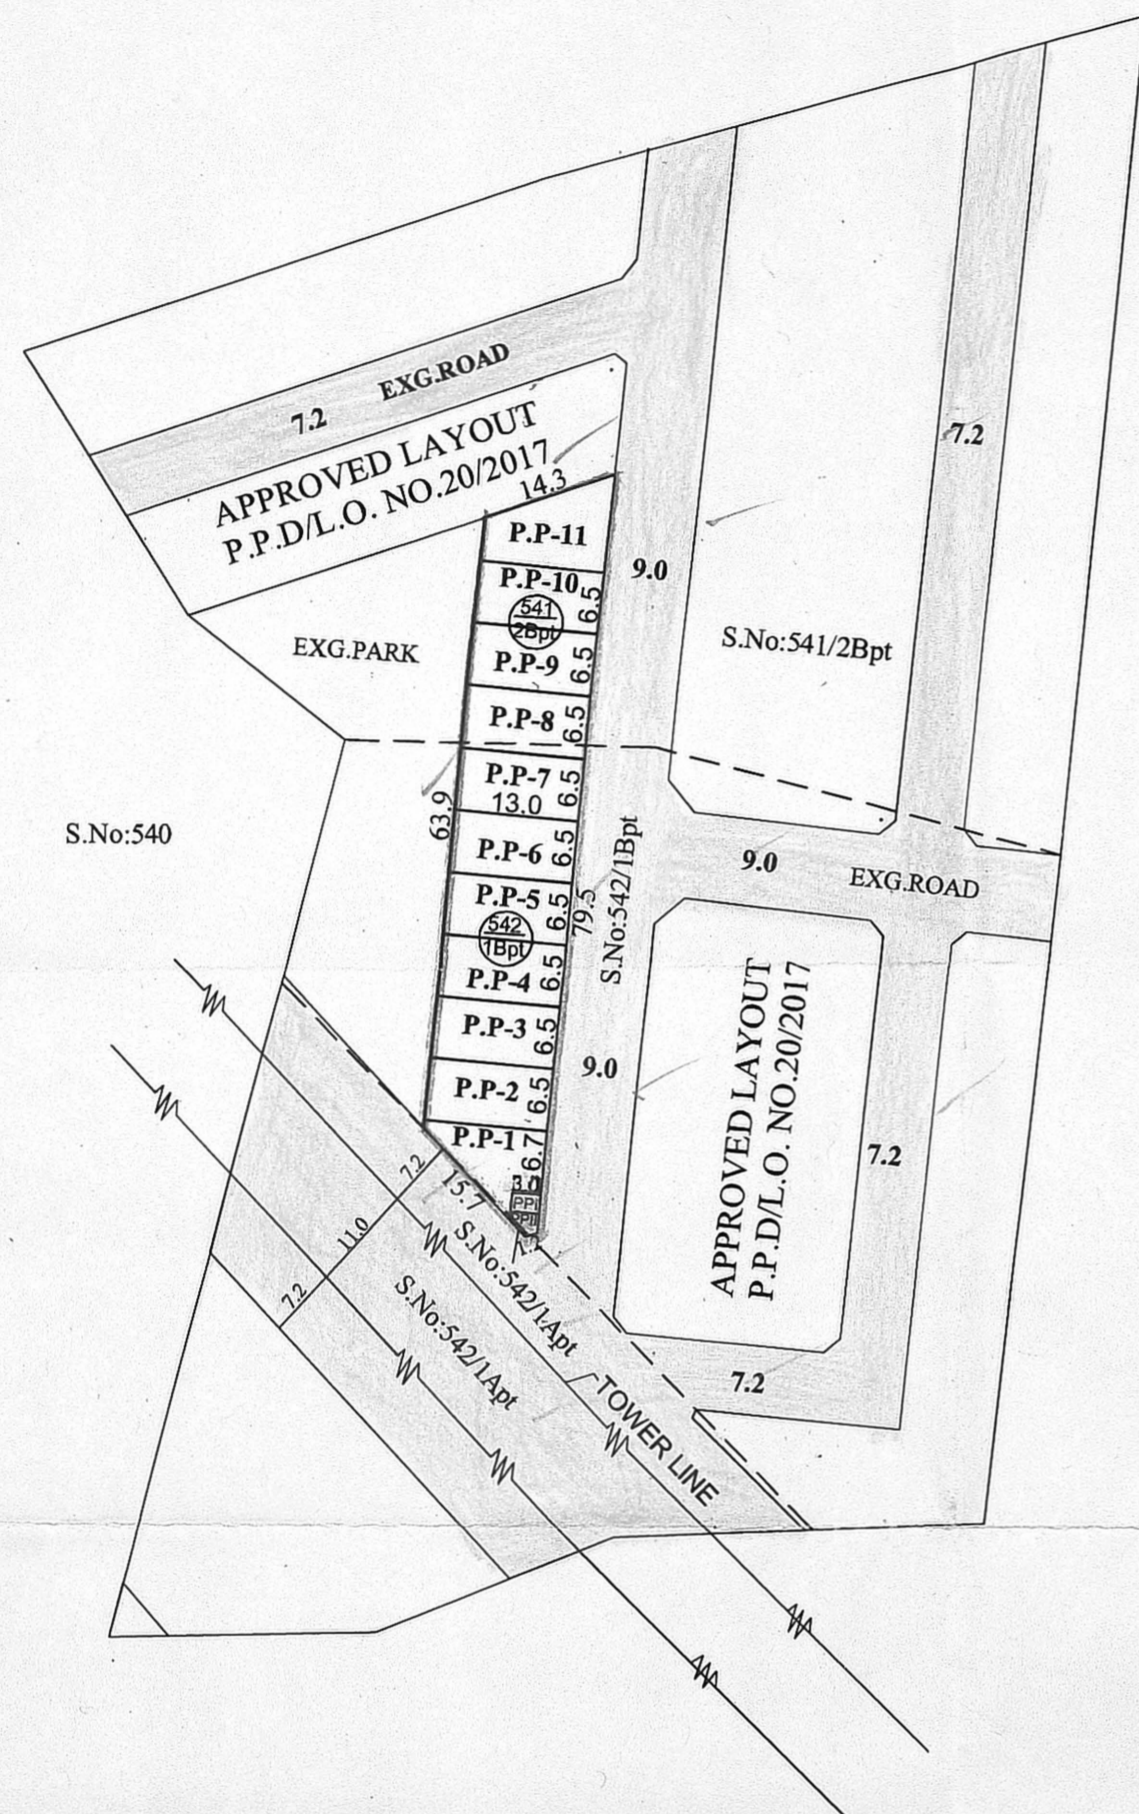 EXG.ROAD
7.2
APPROVED LAYOUT
P.P.D/L.O. NO.20/2017
14.3
7.2
P.P-11
9.0
P.P-10
6.5
541
2Bpt
EXG.PARK
S.No:541/2Bpt
P.P-9
6.5
P.P-8
6.5
P.P-7
6.5
13.0
63.9
S.No:540
P.P-6
6.5
S.No:542/1Bpt
9.0
EXG.ROAD
P.P-5
6.5
79.5
542
1Bpt
P.P-4
6.5
P.P-3
6.5
9.0
APPROVED LAYOUT
P.P.D/L.O. NO.20/2017
P.P-2
6.5
P.P-1
6.7
7.2
7.2
15.7
3.0
PPI
PPII
11.0
7.2
S.No:542/1Apt
S.No:542/1Apt
7.2
TOWER LINE